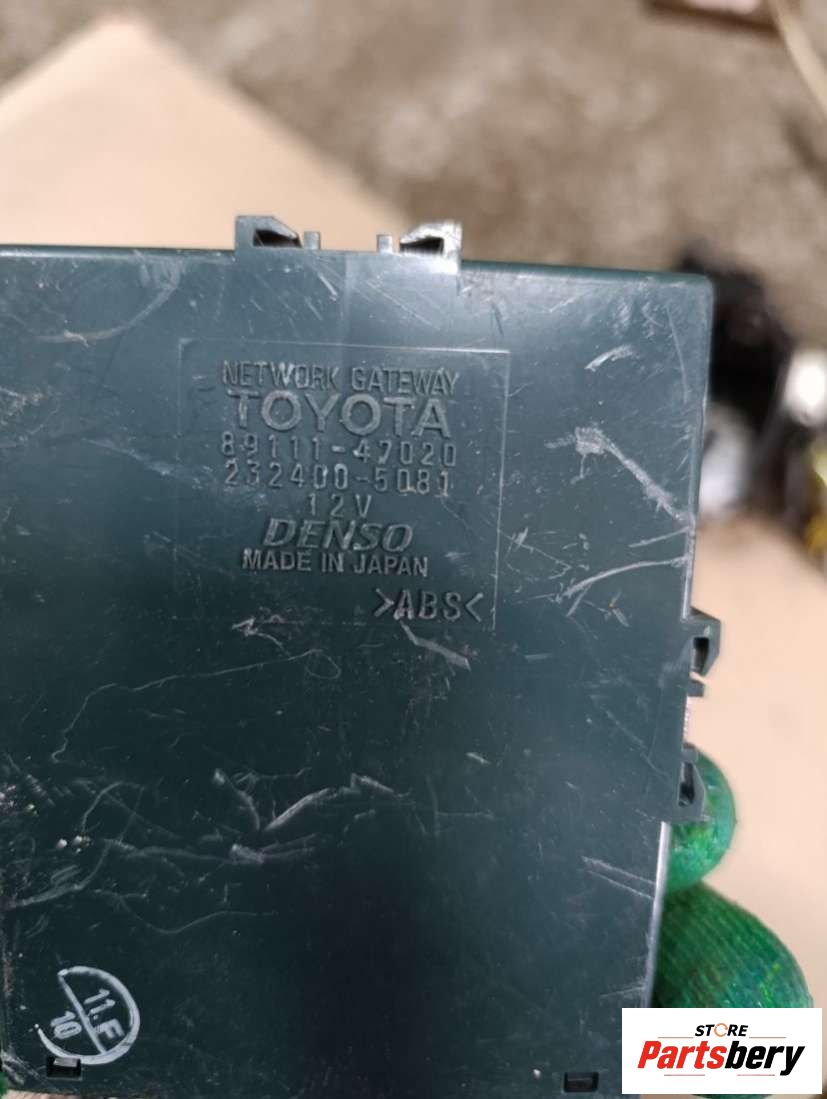 NETWORK GATEWAY
TOYOTA
89111-47020
232400-5081
12V
DENSO
MADE IN JAPAN
>ABS<
11.F
10
STORE
Partsbery